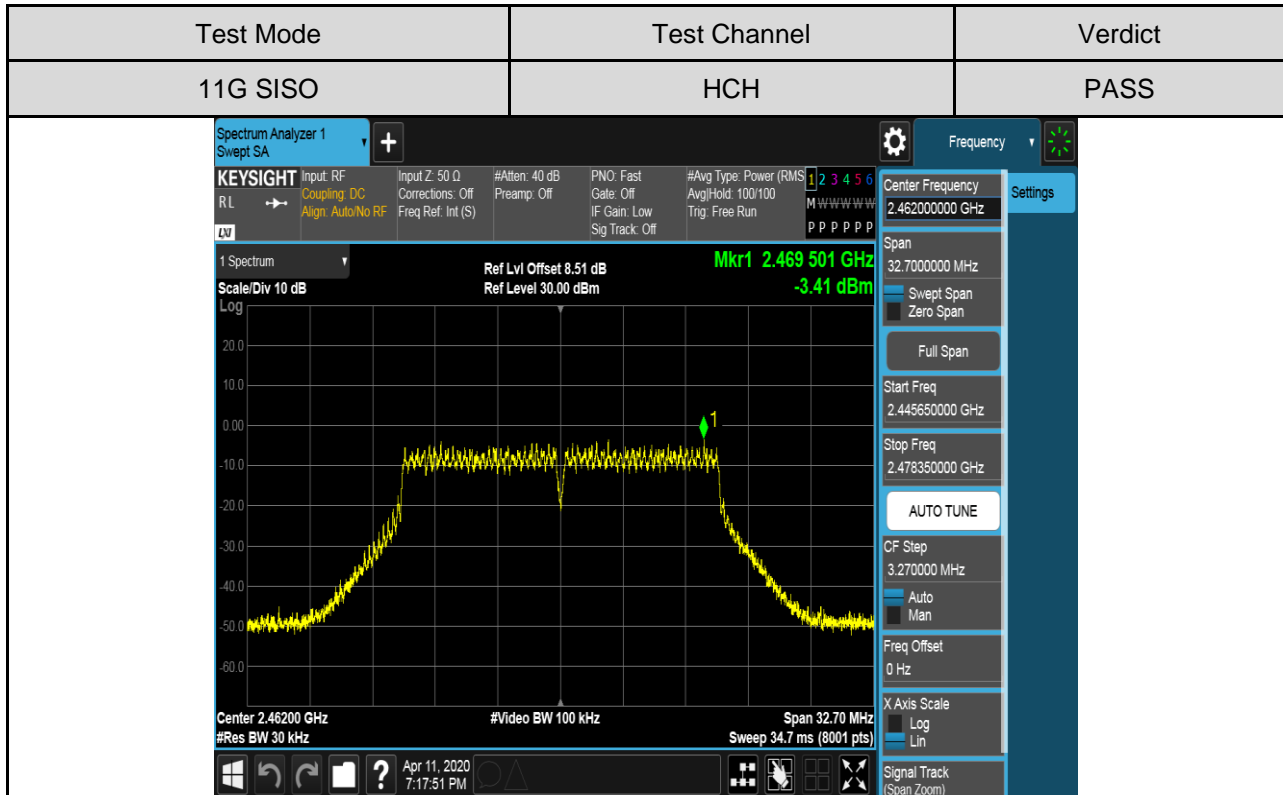 Test Mode Test Channel Verdict
11G SISO HCH PASS
Spectrum Analyzer 1
Swept SA
+
Frequency
KEYSIGHT Input: RF Input Z: 50 Ω #Atten: 40 dB PNO: Fast #Avg Type: Power (RMS 1 2 3 4 5 6
RL Coupling: DC Corrections: Off Preamp: Off Gate: Off Avg|Hold: 100/100 M W W W W W
Align: Auto/No RF Freq Ref: Int (S) IF Gain: Low Trig: Free Run
LXI Sig Track: Off P P P P P P
1 Spectrum Ref Lvl Offset 8.51 dB Mkr1 2.469 501 GHz
Scale/Div 10 dB Ref Level 30.00 dBm -3.41 dBm
Log
20.0
10.0
0.00
1
-10.0
-20.0
-30.0
-40.0
-50.0
-60.0
Center 2.46200 GHz #Video BW 100 kHz Span 32.70 MHz
#Res BW 30 kHz Sweep 34.7 ms (8001 pts)
? Apr 11, 2020
7:17:51 PM
Center Frequency
2.462000000 GHz
Settings
Span
32.7000000 MHz
Swept Span
Zero Span
Full Span
Start Freq
2.445650000 GHz
Stop Freq
2.478350000 GHz
AUTO TUNE
CF Step
3.270000 MHz
Auto
Man
Freq Offset
0 Hz
X Axis Scale
Log
Lin
Signal Track
(Span Zoom)